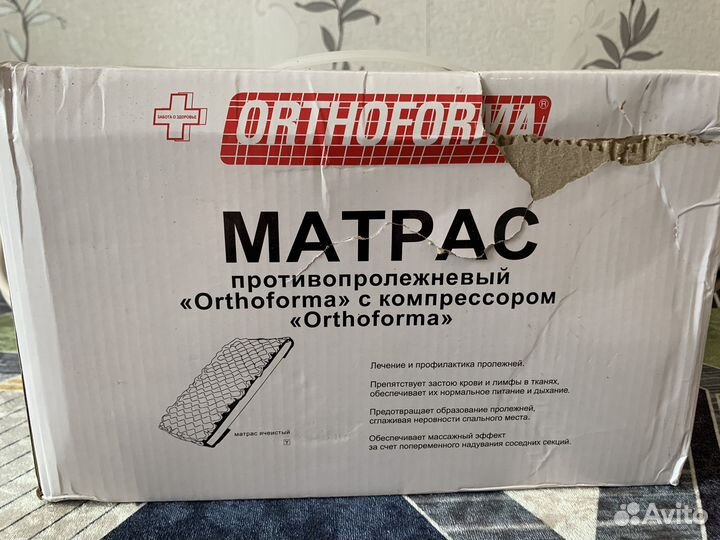 ЗАБОТА О ЗДОРОВЬЕ
ORTHOFORMA®
МАТРАС
противопролежневый
«Orthoforma» с компрессором
«Orthoforma»
Лечение и профилактика пролежней.
Препятствует застою крови и лимфы в тканях,
обеспечивает их нормальное питание и дыхание.
Предотвращает образование пролежней,
сглаживая неровности спального места.
Обеспечивает массажный эффект
за счет попеременного надувания соседних секций.
матрас ячеистый
Avito